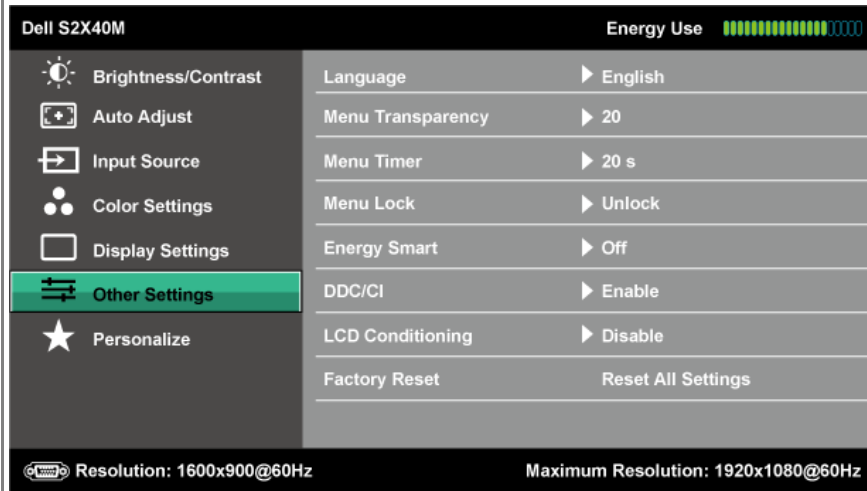 Dell S2X40M Energy Use
Brightness/Contrast Language English
Auto Adjust Menu Transparency 20
Input Source Menu Timer 20 s
Color Settings Menu Lock Unlock
Display Settings Energy Smart Off
Other Settings DDC/CI Enable
Personalize LCD Conditioning Disable
Factory Reset Reset All Settings
Resolution: 1600x900@60Hz Maximum Resolution: 1920x1080@60Hz